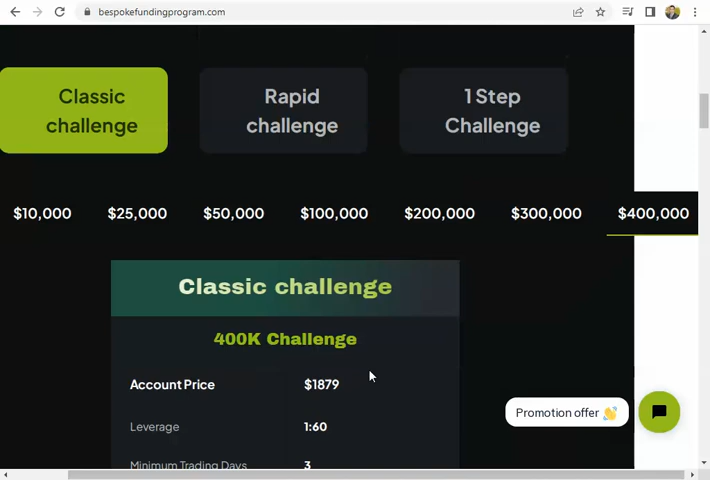 bespokefundingprogram.com
Classic
challenge
Rapid
challenge
1 Step
Challenge
$10,000 $25,000 $50,000 $100,000 $200,000 $300,000 $400,000
Classic challenge
400K Challenge
Account Price $1879
Leverage 1:60
Minimum Trading Days 3
Promotion offer 👋